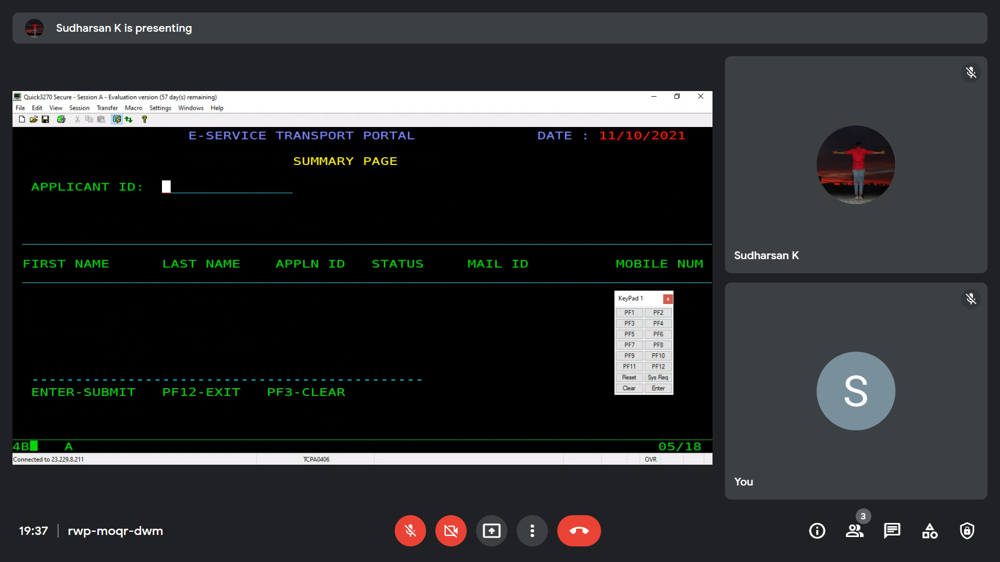 Sudharsan K is presenting
Quick3270 Secure - Session A - Evaluation version (57 day(s) remaining)
File Edit View Session Transfer Macro Settings Windows Help
E-SERVICE TRANSPORT PORTAL DATE : 11/10/2021
SUMMARY PAGE
APPLICANT ID:
FIRST NAME LAST NAME APPLN ID STATUS MAIL ID MOBILE NUM
KeyPad 1 x
PF1 PF2
PF3 PF4
PF5 PF6
PF7 PF8
PF9 PF10
PF11 PF12
Reset Sys Req
Clear Enter
ENTER-SUBMIT PF12-EXIT PF3-CLEAR
4B A 05/18
Connected to 23.229.8.211 TCPA0406 OVR
Sudharsan K
S
You
19:37 rwp-moqr-dwm
3